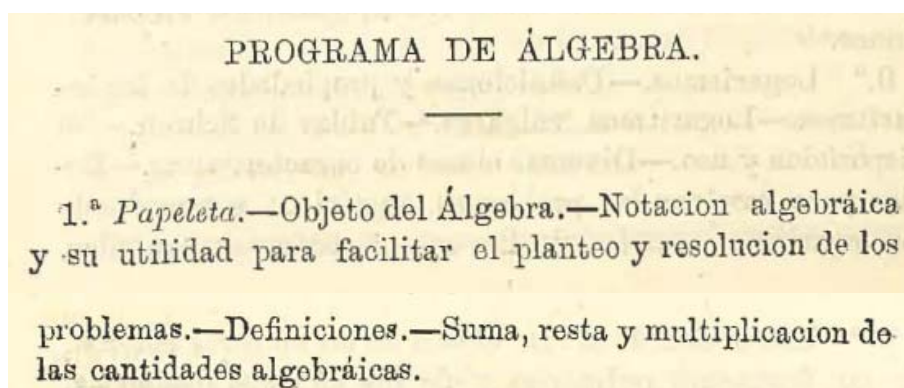 PROGRAMA DE ÁLGEBRA.
1.ª Papeleta.—Objeto del Álgebra.—Notacion algebráica
y su utilidad para facilitar el planteo y resolucion de los
problemas.—Definiciones.—Suma, resta y multiplicacion de
las cantidades algebráicas.